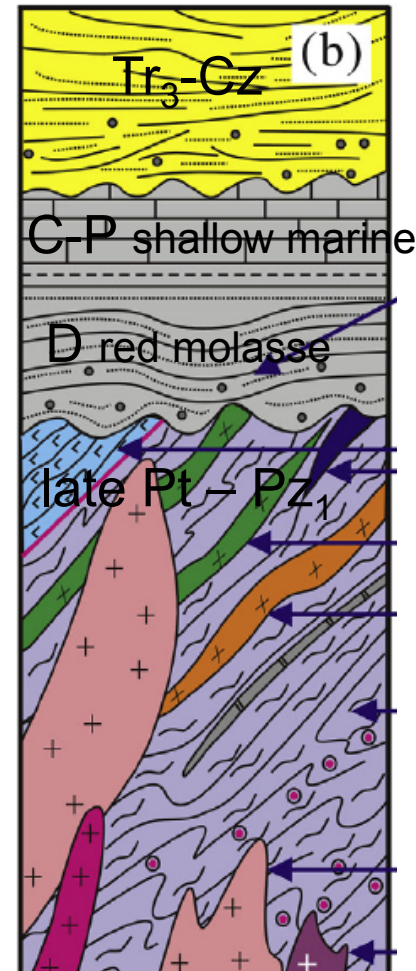 (b)
Tr₃-Cz
C-P shallow marine
D red molasse
late Pt – Pz₁